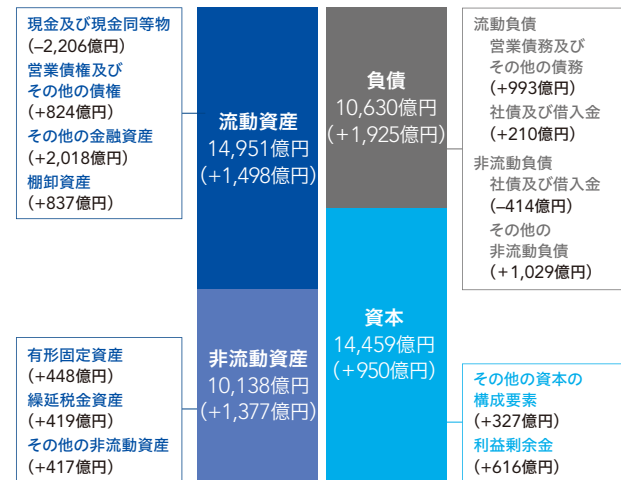 現金及び現金同等物
(–2,206億円)
営業債権及び
その他の債権
(+824億円)
その他の金融資産
(+2,018億円)
棚卸資産
(+837億円)
流動資産
14,951億円
(+1,498億円)
負債
10,630億円
(+1,925億円)
流動負債
営業債務及び
その他の債務
(+993億円)
社債及び借入金
(+210億円)
非流動負債
社債及び借入金
(–414億円)
その他の
非流動負債
(+1,029億円)
有形固定資産
(+448億円)
繰延税金資産
(+419億円)
その他の非流動資産
(+417億円)
非流動資産
10,138億円
(+1,377億円)
資本
14,459億円
(+950億円)
その他の資本の
構成要素
(+327億円)
利益剰余金
(+616億円)